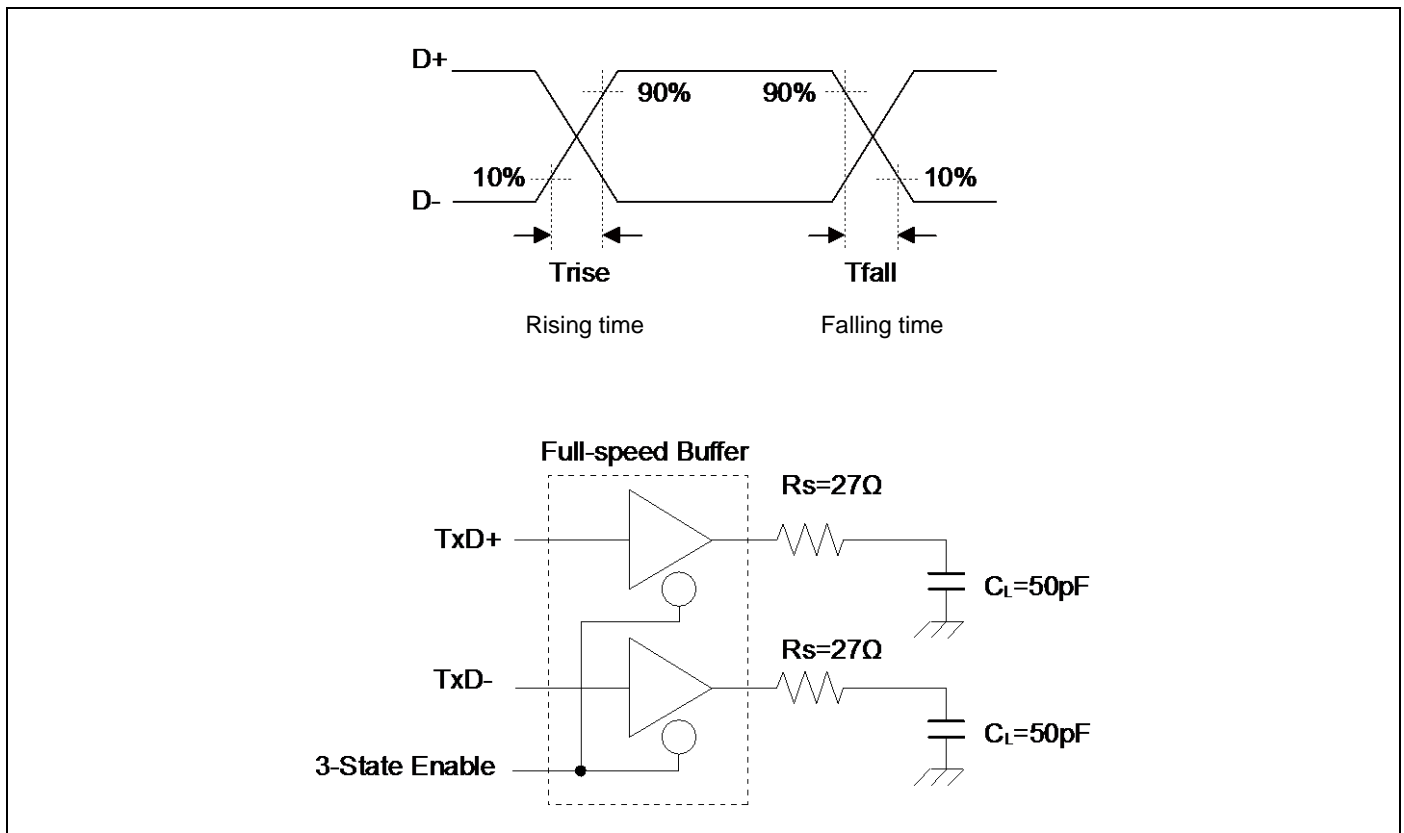 D+
90% 90%
10% 10%
D-
Trise Tfall
Rising time Falling time
Full-speed Buffer
Rs=27Ω
TxD+
CL=50pF
Rs=27Ω
TxD-
CL=50pF
3-State Enable